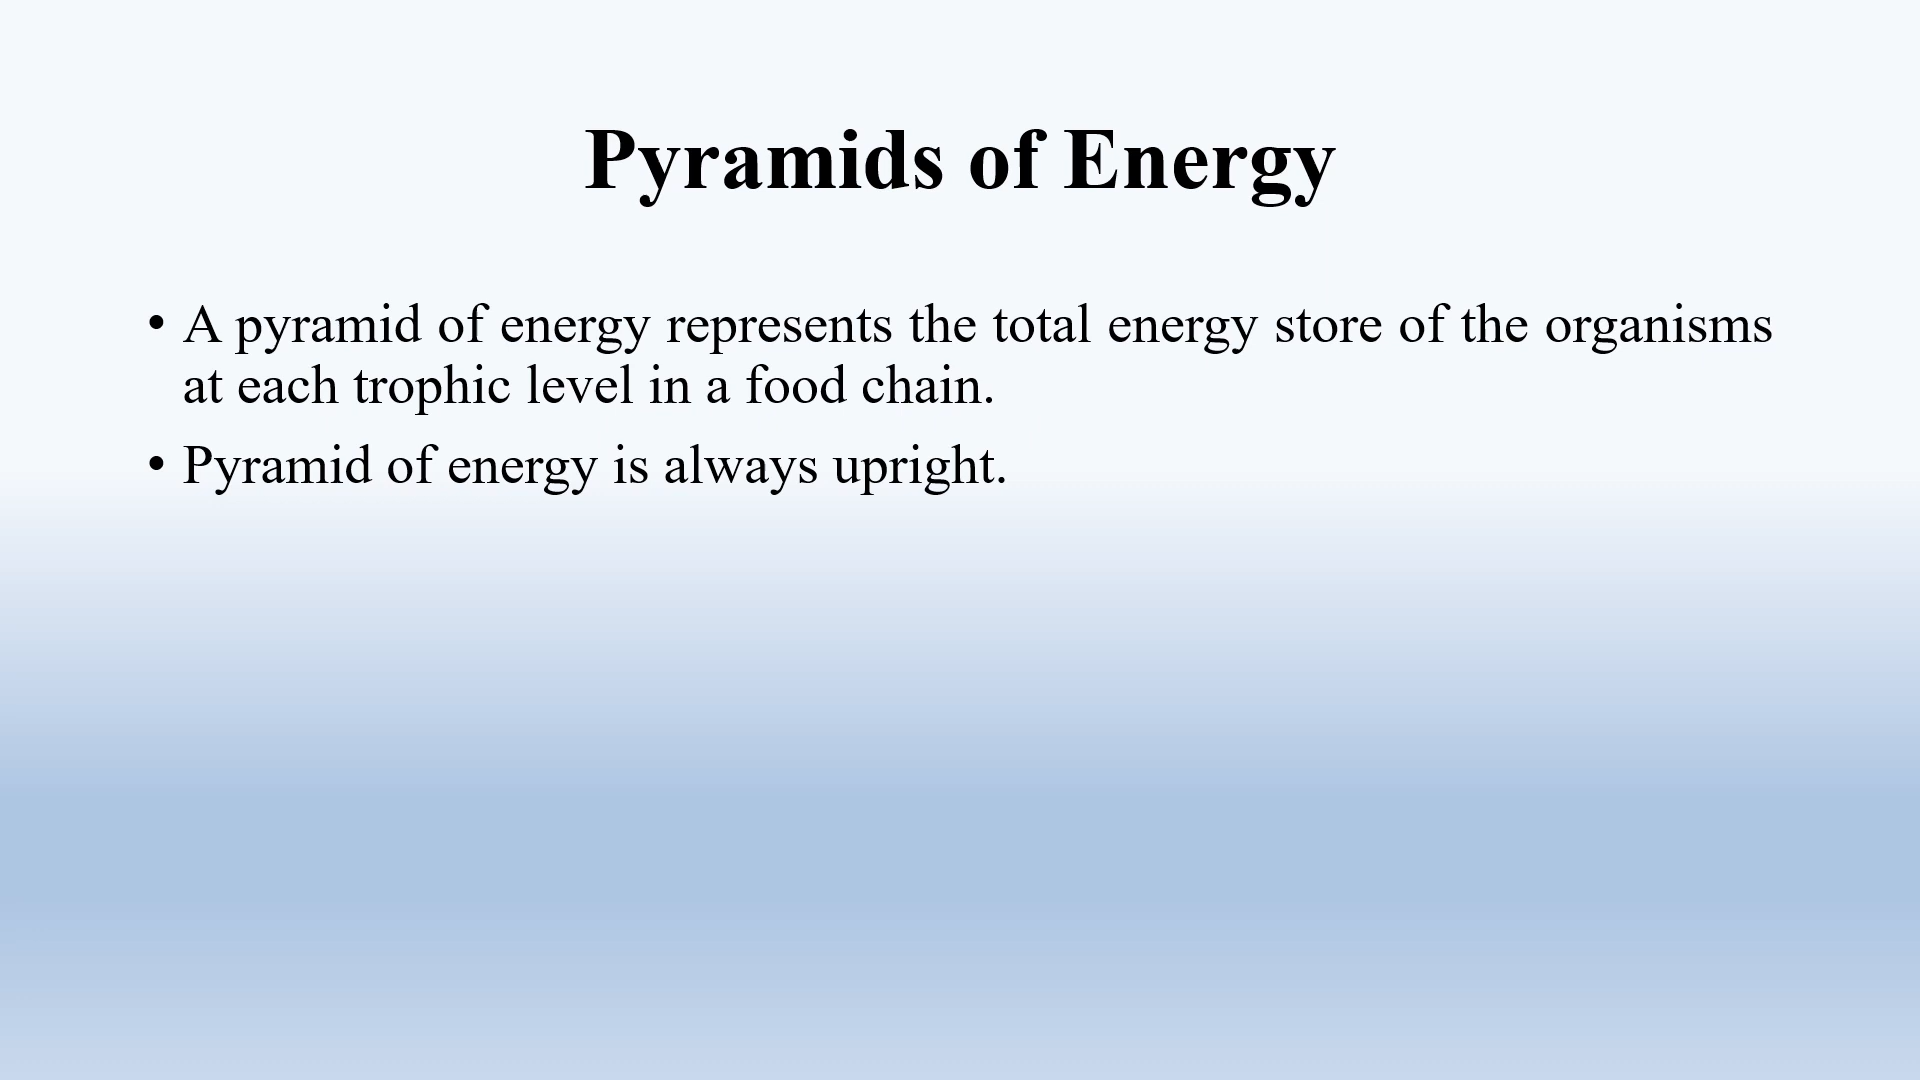 Pyramids of Energy
• A pyramid of energy represents the total energy store of the organisms
at each trophic level in a food chain.
• Pyramid of energy is always upright.